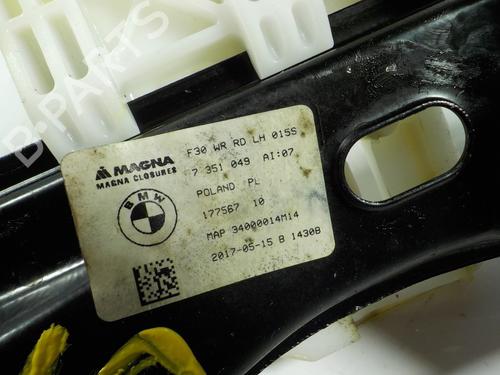 B-PARTS
MAGNA
MAGNA CLOSURES
BMW
F30 WR RD LH 015S
7 351 049 AI:07
POLAND PL
177567 10
MAP 34000014M14
2017-05-15 B 1430B